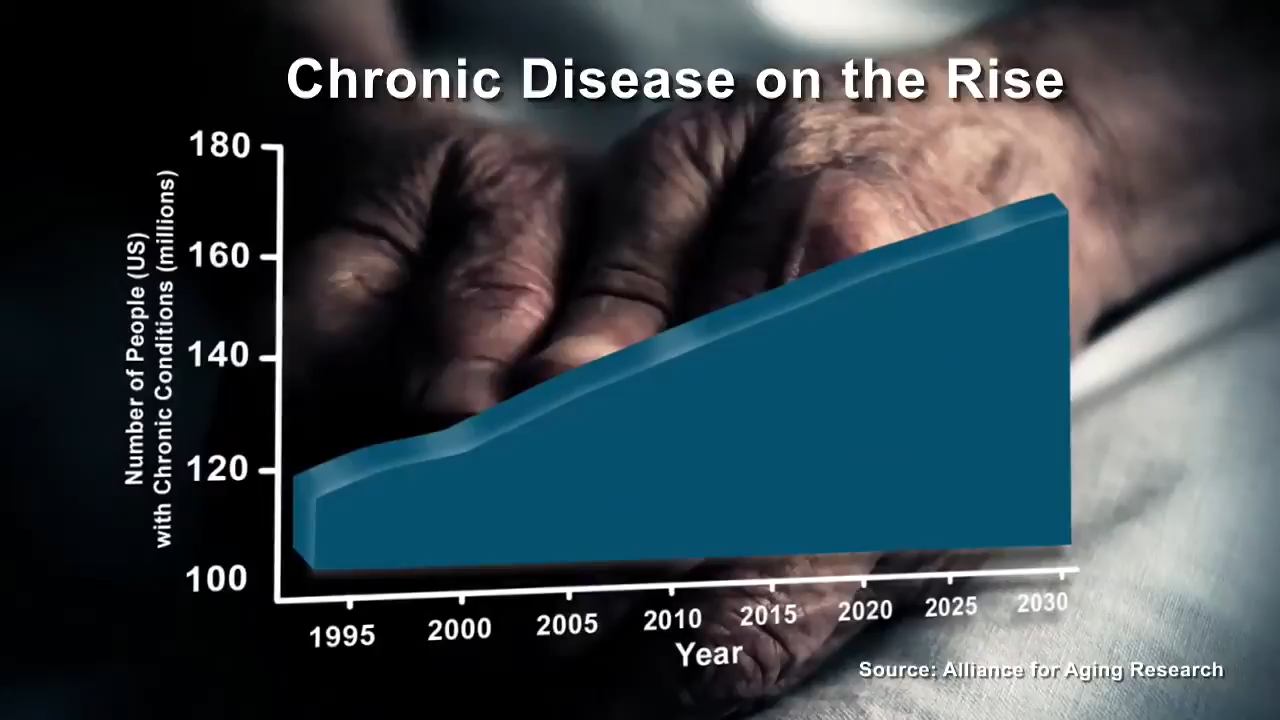 Chronic Disease on the Rise
Number of People (US)
with Chronic Conditions (millions)
180
160
140
120
100
1995
2000
2005
2010
2015
2020
2025
2030
Year
Source: Alliance for Aging Research